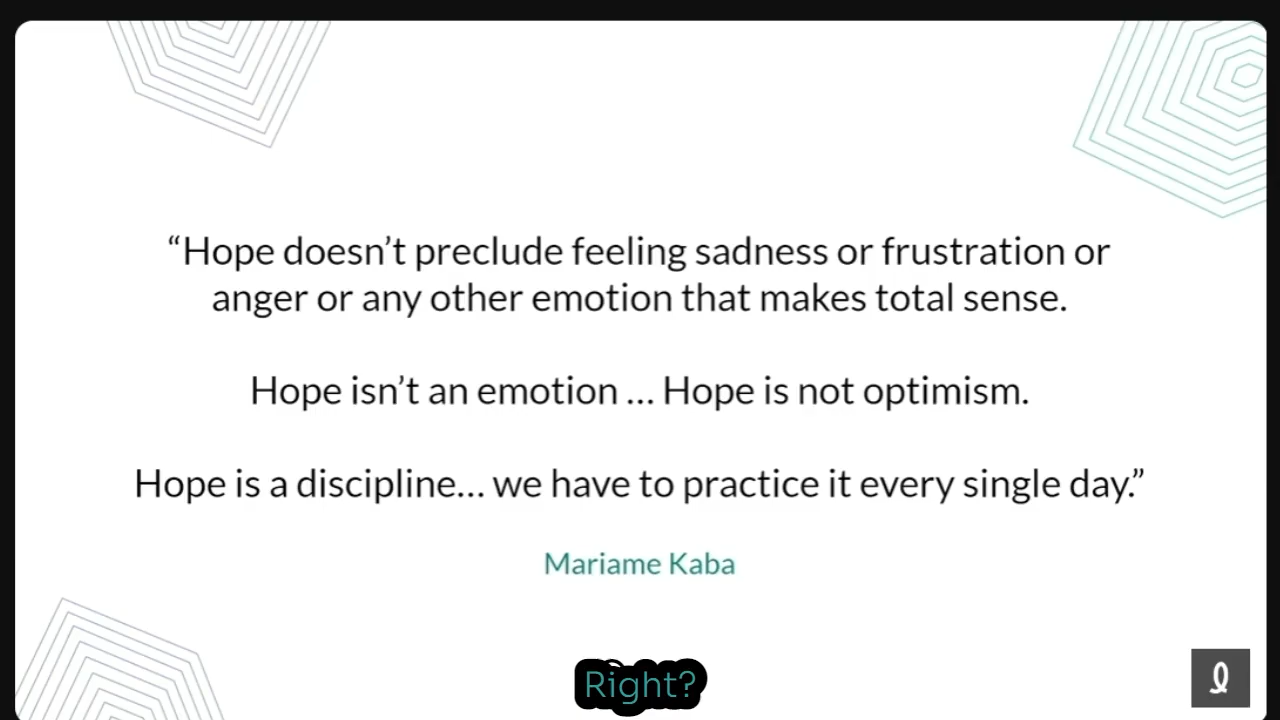 “Hope doesn’t preclude feeling sadness or frustration or
anger or any other emotion that makes total sense.
Hope isn’t an emotion ... Hope is not optimism.
Hope is a discipline... we have to practice it every single day.”
Mariame Kaba
Right?